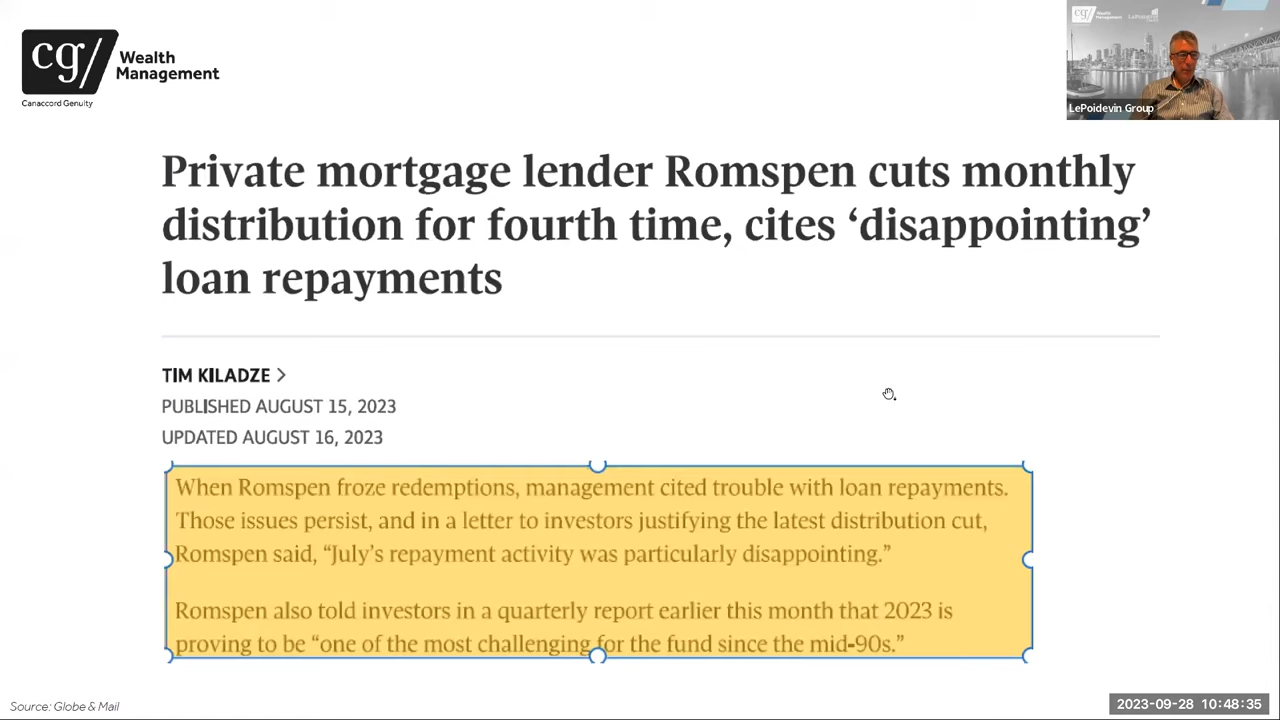 cg/ Wealth
Management
Canaccord Genuity
LePoidevin Group
Private mortgage lender Romspen cuts monthly
distribution for fourth time, cites ‘disappointing’
loan repayments
TIM KILADZE >
PUBLISHED AUGUST 15, 2023
UPDATED AUGUST 16, 2023
When Romspen froze redemptions, management cited trouble with loan repayments.
Those issues persist, and in a letter to investors justifying the latest distribution cut,
Romspen said, “July’s repayment activity was particularly disappointing.”
Romspen also told investors in a quarterly report earlier this month that 2023 is
proving to be “one of the most challenging for the fund since the mid-90s.”
Source: Globe & Mail
2023-09-28 10:48:35